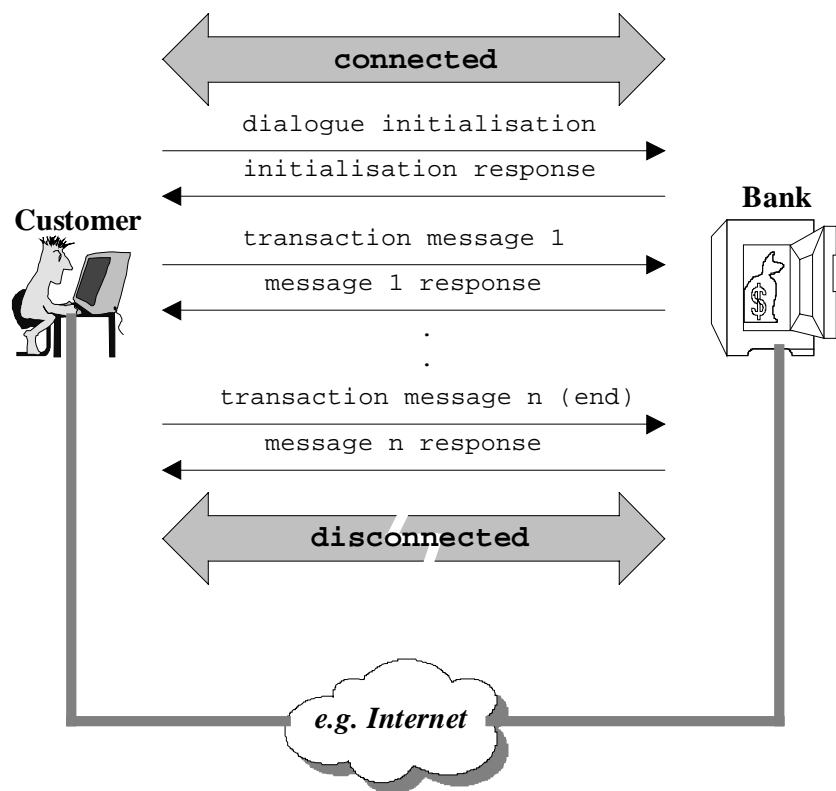 connected
dialogue initialisation
initialisation response
Customer
Bank
transaction message 1
message 1 response
.
.
transaction message n (end)
message n response
disconnected
e.g. Internet
$